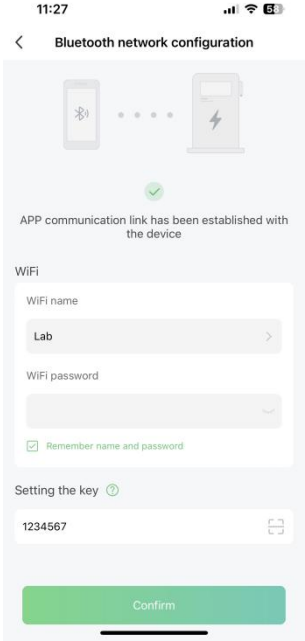 11:27
58
Bluetooth network configuration
APP communication link has been established with
the device
WiFi
WiFi name
Lab
WiFi password
Remember name and password
Setting the key
1234567
Confirm